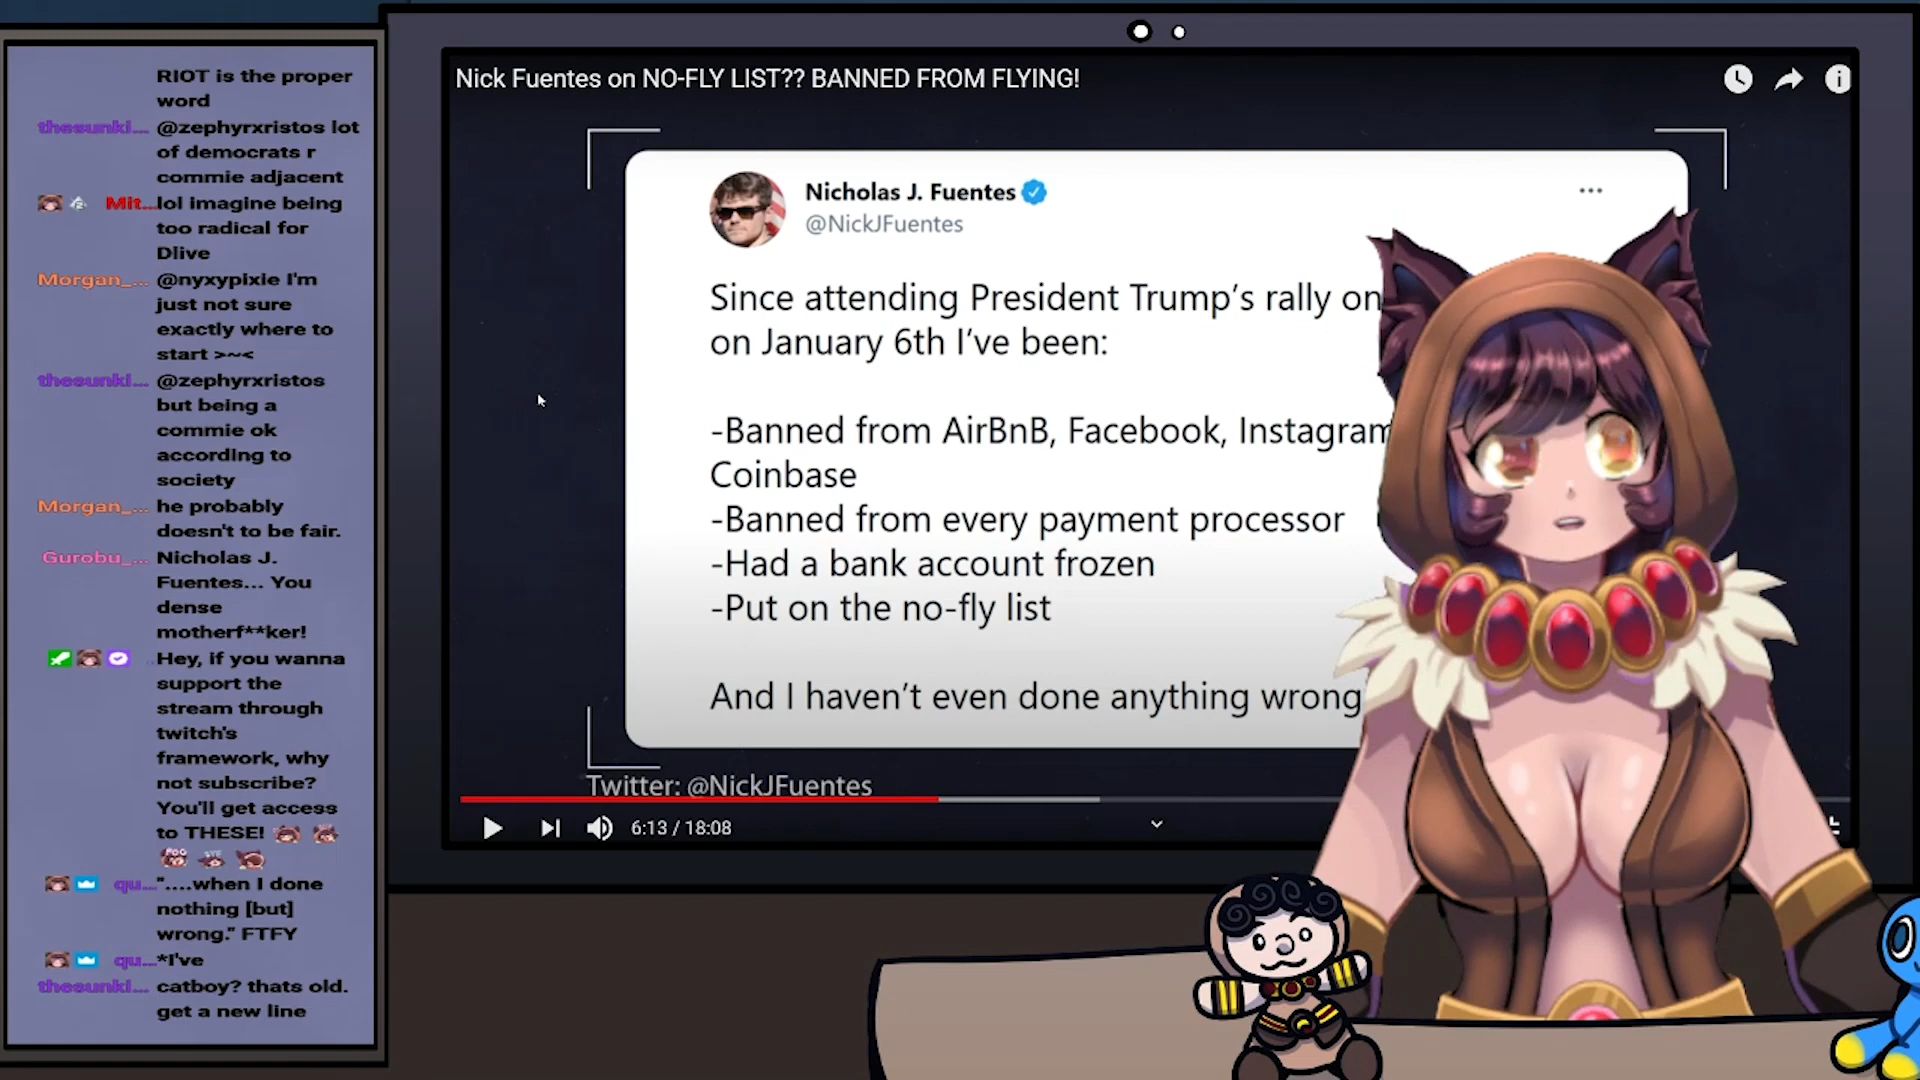 RIOT is the proper
word
thesunki... @zephyrxristos lot
of democrats r
commie adjacent
Mit...lol imagine being
too radical for
Dlive
Morgan_... @nyxypixie I'm
just not sure
exactly where to
start >~<
thesunki... @zephyrxristos
but being a
commie ok
according to
society
Morgan_... he probably
doesn't to be fair.
Gurobu_... Nicholas J.
Fuentes... You
dense
motherf**ker!
Hey, if you wanna
support the
stream through
twitch's
framework, why
not subscribe?
You'll get access
to THESE!
qu..."....when I done
nothing [but]
wrong." FTFY
qu...*I've
thesunki... catboy? thats old.
get a new line
Nick Fuentes on NO-FLY LIST?? BANNED FROM FLYING!
Nicholas J. Fuentes
@NickJFuentes
Since attending President Trump's rally on
on January 6th I've been:
-Banned from AirBnB, Facebook, Instagram
Coinbase
-Banned from every payment processor
-Had a bank account frozen
-Put on the no-fly list
And I haven't even done anything wrong
Twitter: @NickJFuentes
6:13 / 18:08